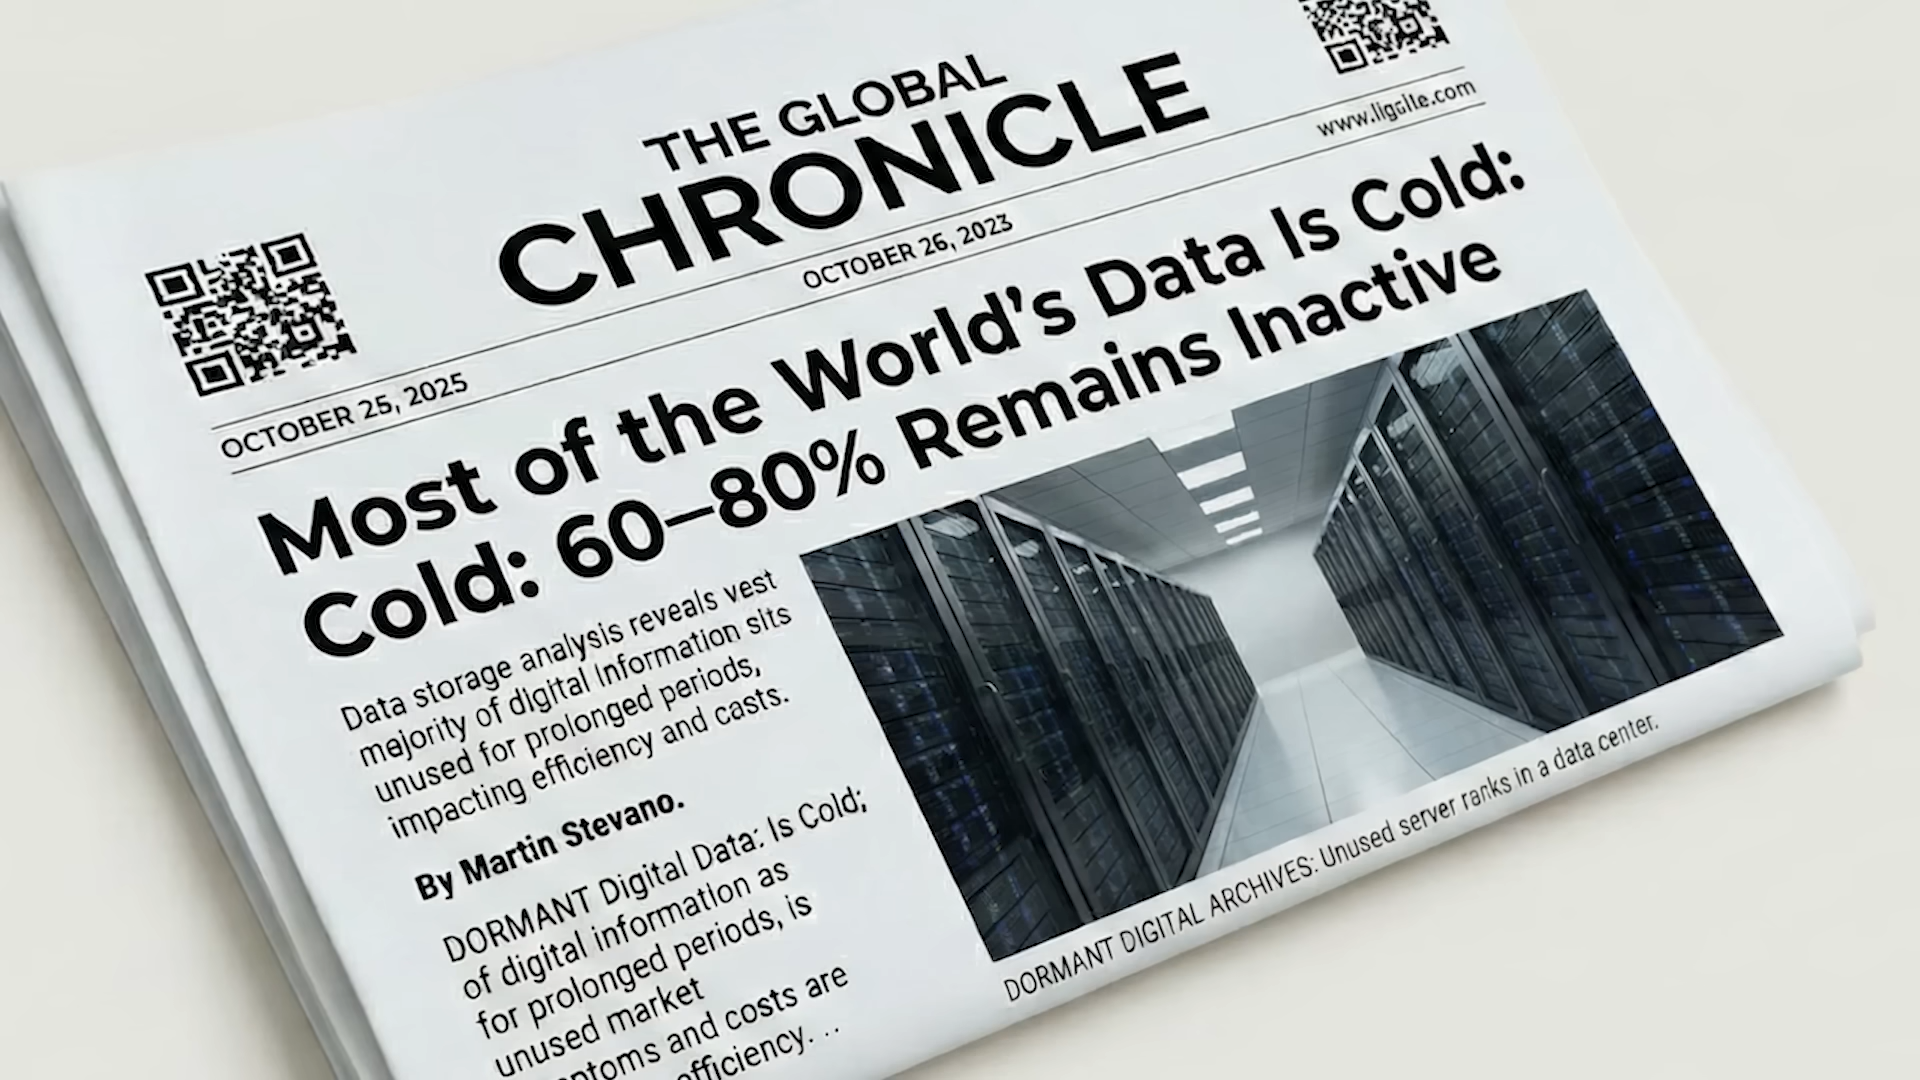 THE GLOBAL
CHRONICLE
www.ligcile.com
OCTOBER 25, 2025
OCTOBER 26, 2023
Most of the World's Data Is Cold:
Cold: 60–80% Remains Inactive
Data storage analysis reveals vest
mejority of digital Information sits
unused for prolonged periods,
impacting efficiency and casts.
By Martin Stevano.
DORMANT Digital Data: Is Cold;
of digital information as
for prolonged periods, is
unused market
ptoms and costs are
efficiency. ..
DORMANT DIGITAL ARCHIVES: Unused server ranks in a data center.